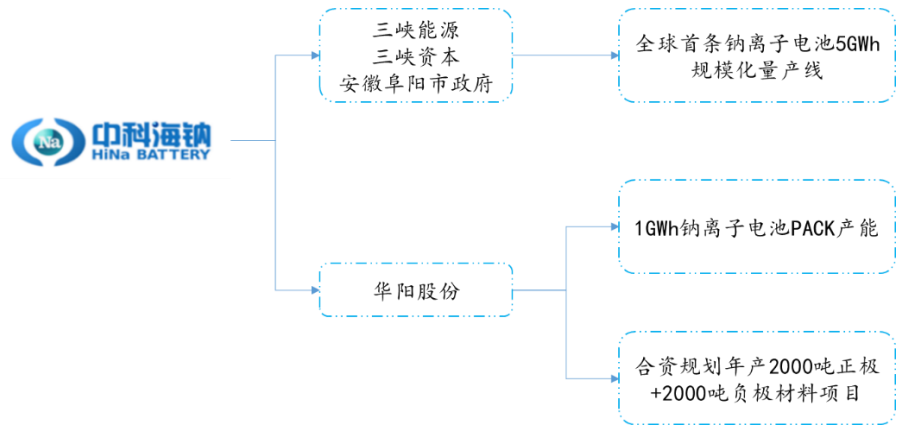 Na
中科海钠
HiNa BATTERY
三峡能源
三峡资本
安徽阜阳市政府
全球首条钠离子电池5GWh
规模化量产线
华阳股份
1GWh钠离子电池PACK产能
合资规划年产2000吨正极
+2000吨负极材料项目